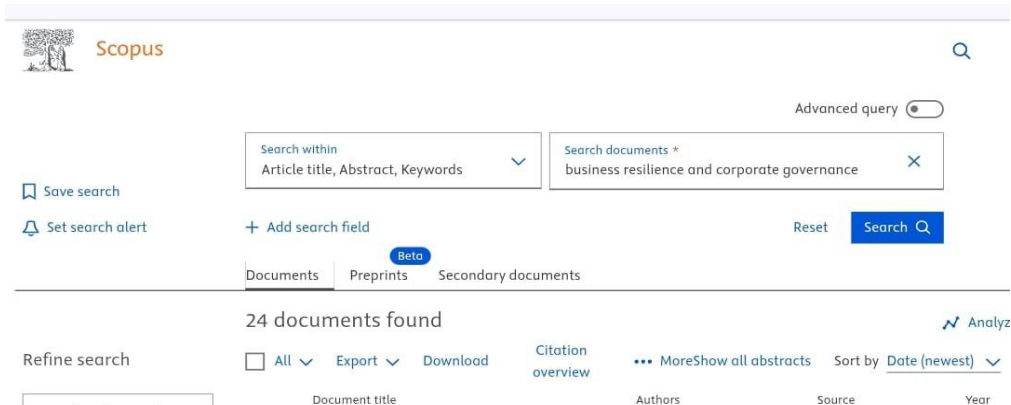 Scopus
Advanced query
Search within
Article title, Abstract, Keywords
Search documents *
business resilience and corporate governance
Save search
Set search alert
+ Add search field
Reset
Search
Beta
Documents
Preprints
Secondary documents
24 documents found
Analyz
Refine search
All
Export
Download
Citation
overview
••• MoreShow all abstracts
Sort by Date (newest)
Document title
Authors
Source
Year